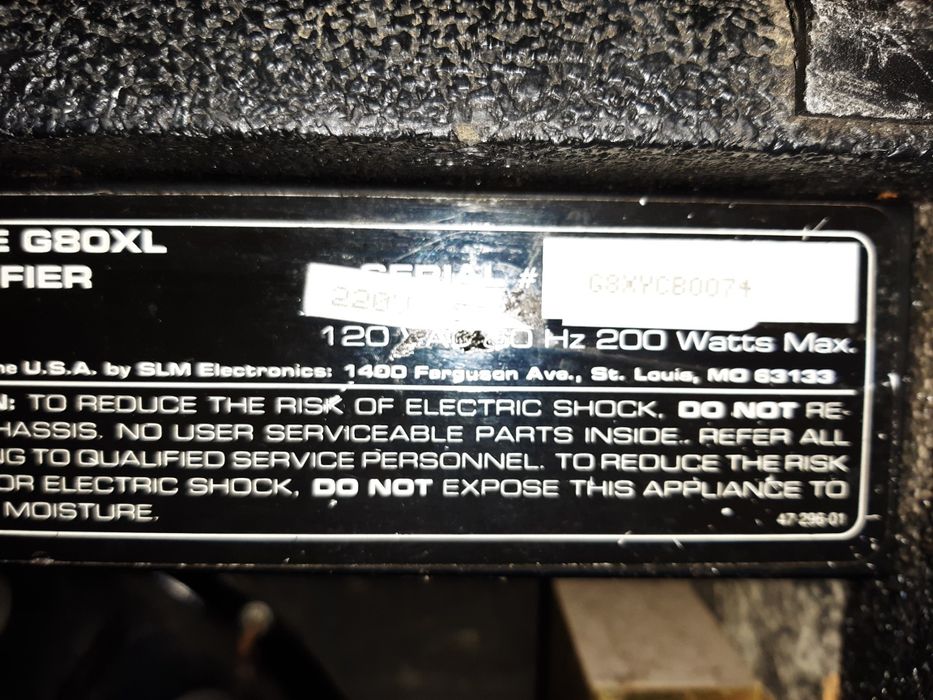 E G80XL
FIER
SERIAL #
220V
120 AC 60 Hz 200 Watts Max.
he U.S.A. by SLM Electronics: 1400 Ferguson Ave., St. Louis, MO 63133
N: TO REDUCE THE RISK OF ELECTRIC SHOCK, DO NOT RE-
HASSIS. NO USER SERVICEABLE PARTS INSIDE. REFER ALL
NG TO QUALIFIED SERVICE PERSONNEL. TO REDUCE THE RISK
OR ELECTRIC SHOCK, DO NOT EXPOSE THIS APPLIANCE TO
MOISTURE.
47-296-01